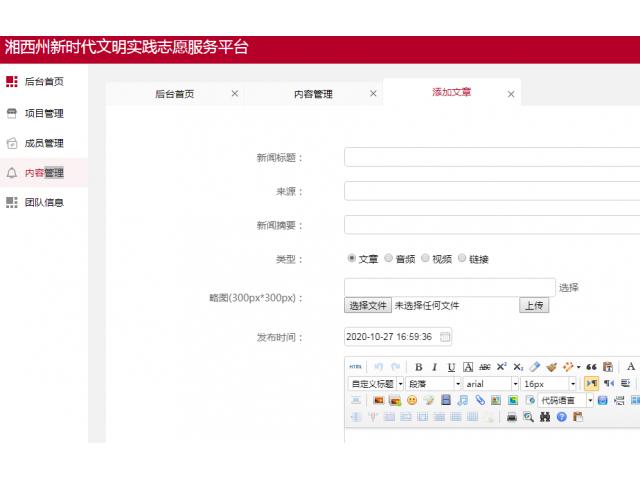 湘西州新时代文明实践志愿服务平台
后台首页
项目管理
成员管理
内容管理
团队信息
后台首页 ×
内容管理 ×
添加文章 ×
新闻标题：
来源：
新闻摘要：
类型： 文章 音频 视频 链接
略图(300px*300px)： 选择
选择文件 未选择任何文件 上传
发布时间： 2020-10-27 16:59:36
HTML B I U A ABC X² X₂ A
自定义标题 段落 arial 16px
代码语言